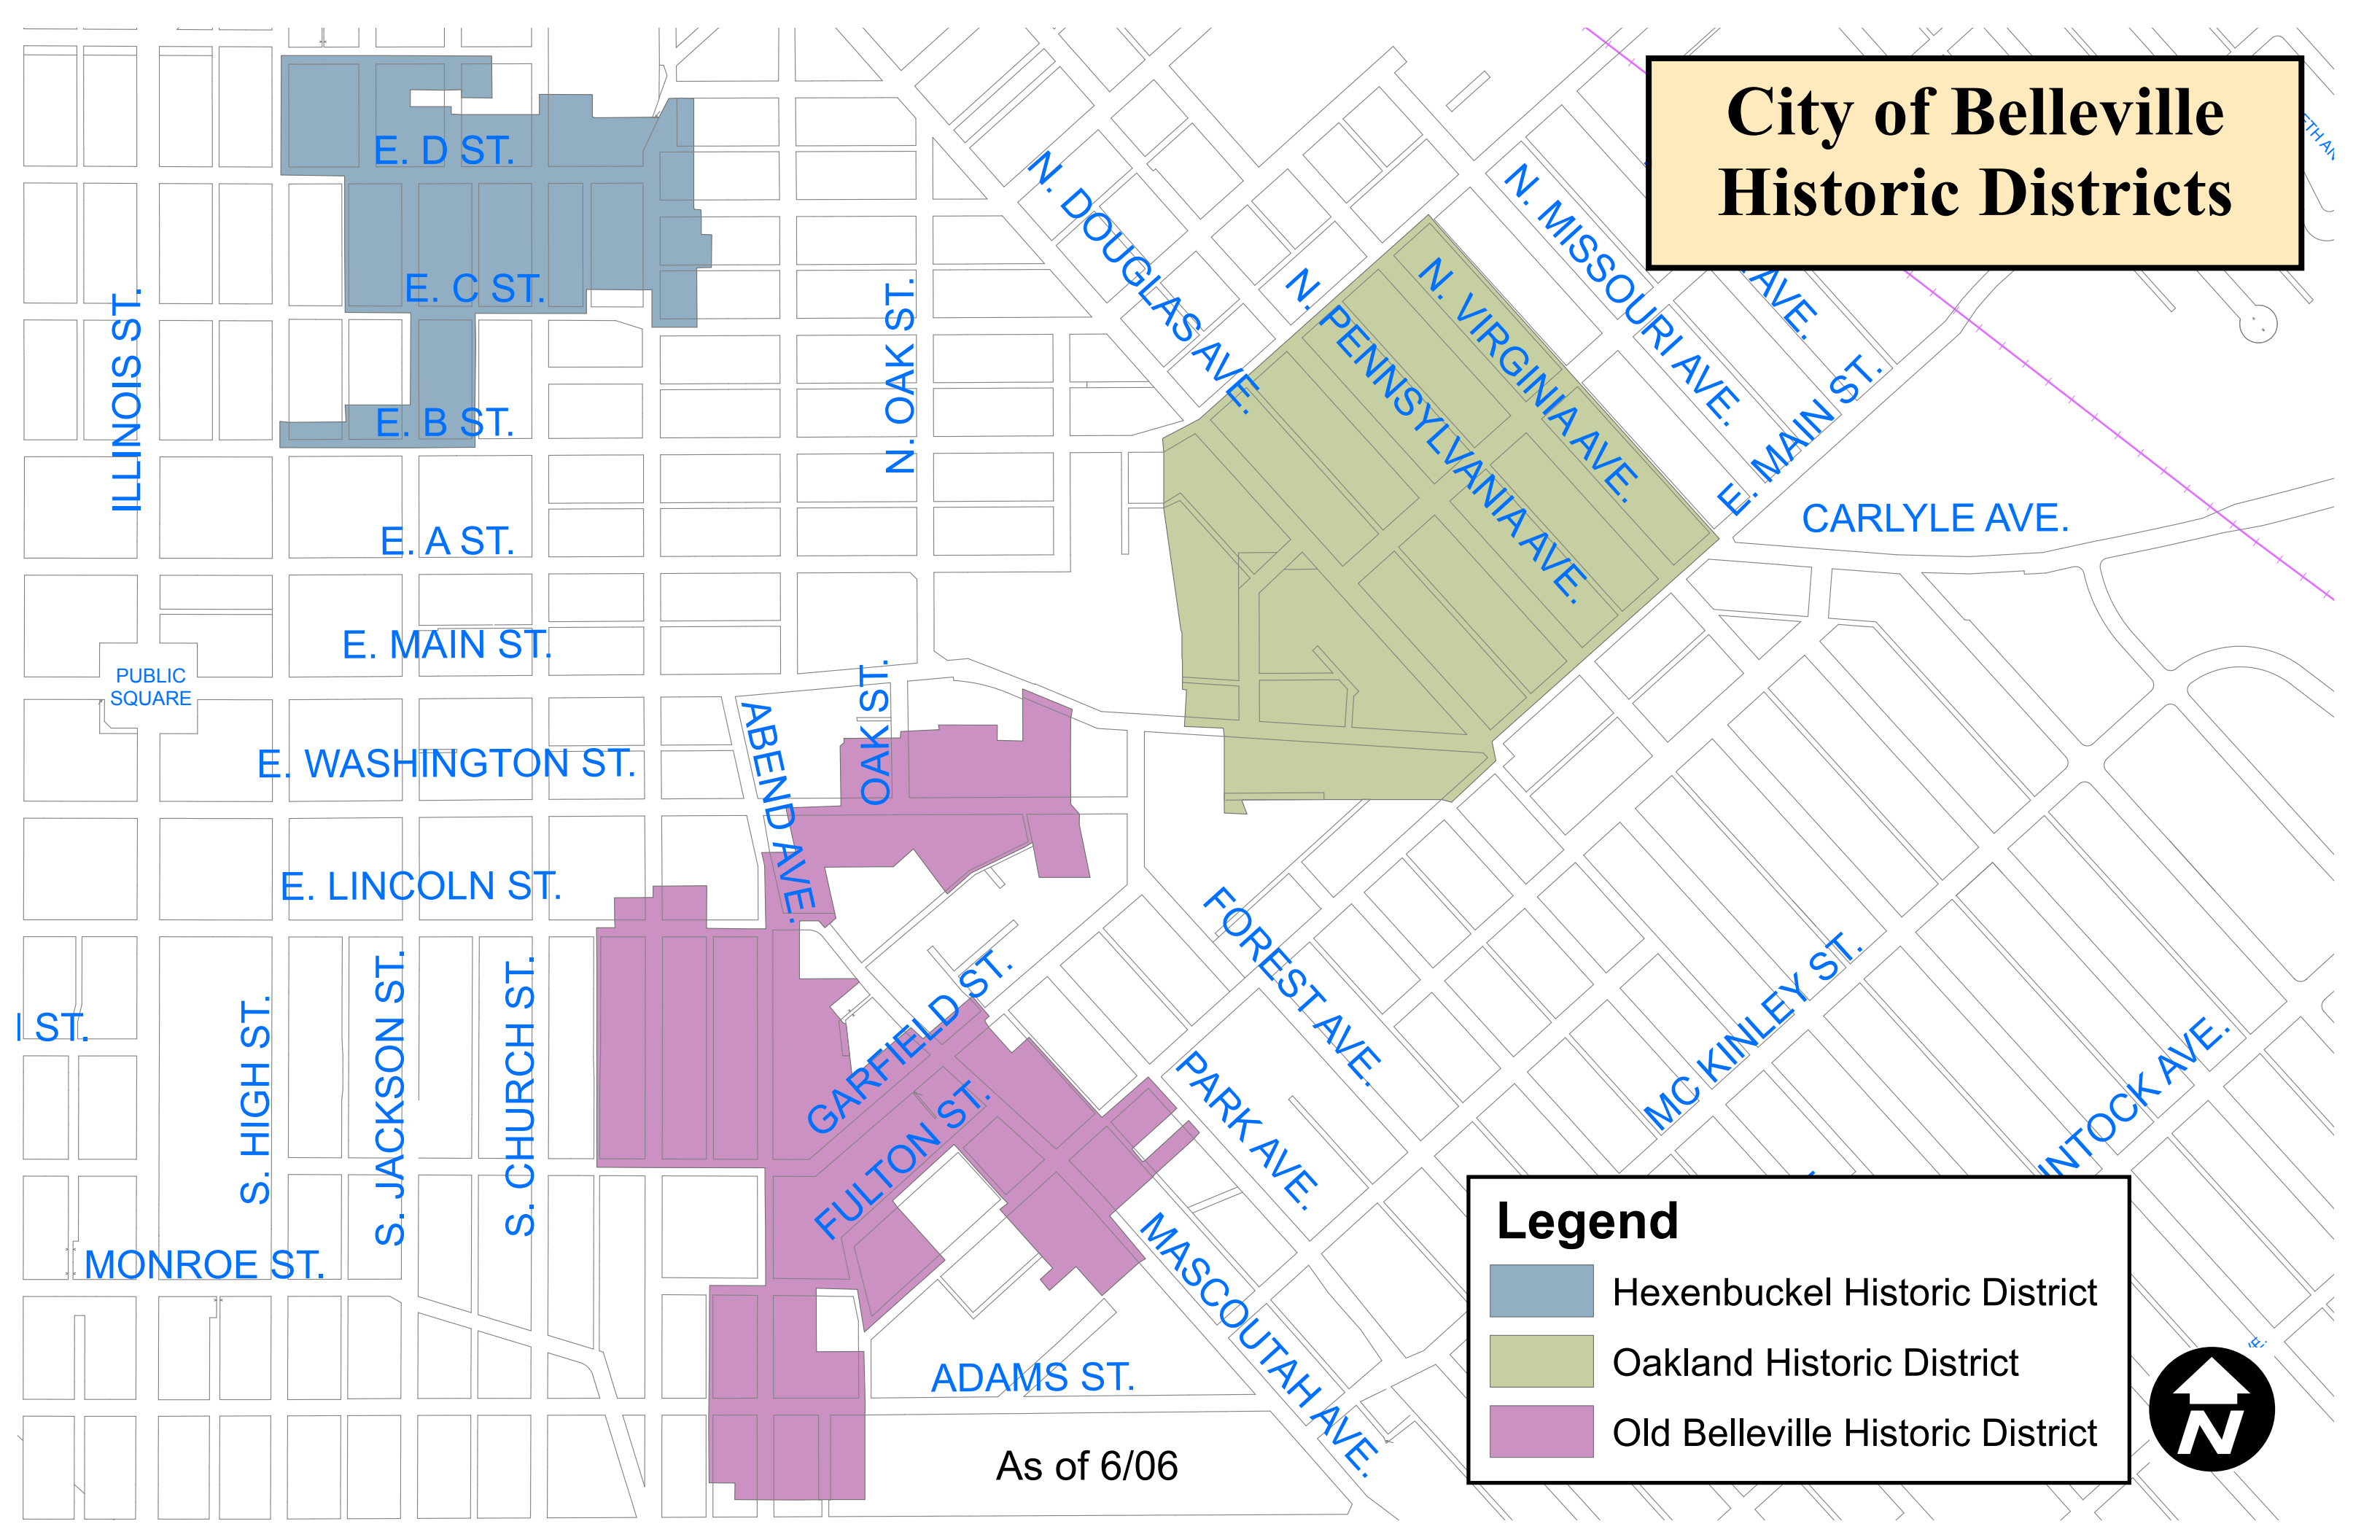 City of Belleville
Historic Districts
E. D ST.
E. C ST.
E. B ST.
E. A ST.
E. MAIN ST.
PUBLIC
SQUARE
E. WASHINGTON ST.
E. LINCOLN ST.
ILLINOIS ST.
N. OAK ST.
OAK ST.
ABEND AVE.
N. DOUGLAS AVE.
N. PENNSYLVANIA AVE.
N. VIRGINIA AVE.
N. MISSOURI AVE.
AVE.
E. MAIN ST.
CARLYLE AVE.
ST.
S. HIGH ST.
S. JACKSON ST.
S. CHURCH ST.
MONROE ST.
GARFIELD ST.
FULTON ST.
FOREST AVE.
PARK AVE.
MASCOUTAH AVE.
MC KINLEY ST.
NTOCK AVE.
ADAMS ST.
As of 6/06
Legend
Hexenbuckel Historic District
Oakland Historic District
Old Belleville Historic District
N